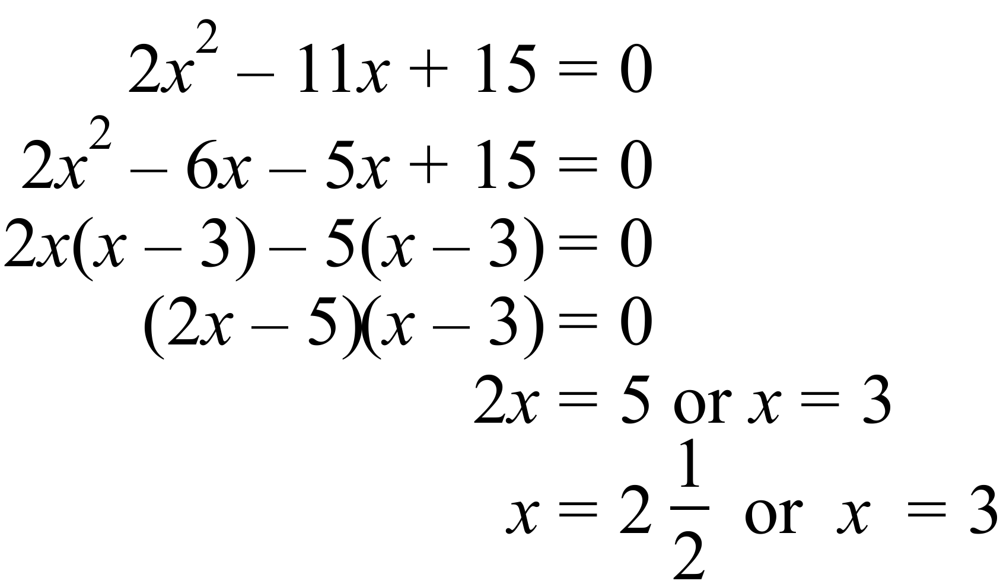 2x² – 11x + 15 = 0
2x² – 6x – 5x + 15 = 0
2x(x – 3) – 5(x – 3) = 0
(2x – 5)(x – 3) = 0
2x = 5 or x = 3
x = 2 1/2 or x = 3